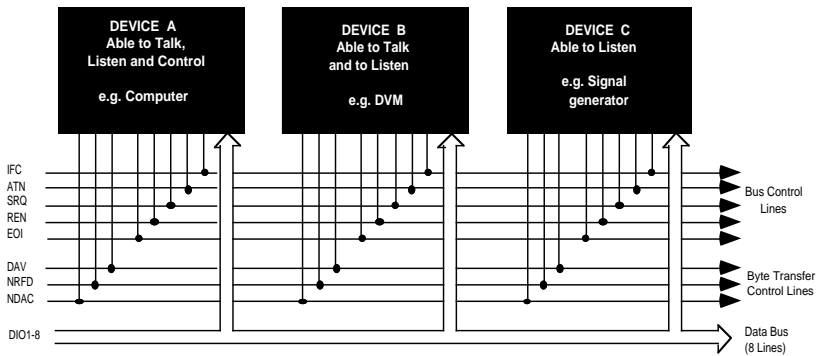 DEVICE A
Able to Talk,
Listen and Control
e.g. Computer
DEVICE B
Able to Talk
and to Listen
e.g. DVM
DEVICE C
Able to Listen
e.g. Signal
generator
IFC
ATN
SRQ
REN
EOI
Bus Control
Lines
DAV
NRFD
NDAC
Byte Transfer
Control Lines
DIO1-8
Data Bus
(8 Lines)